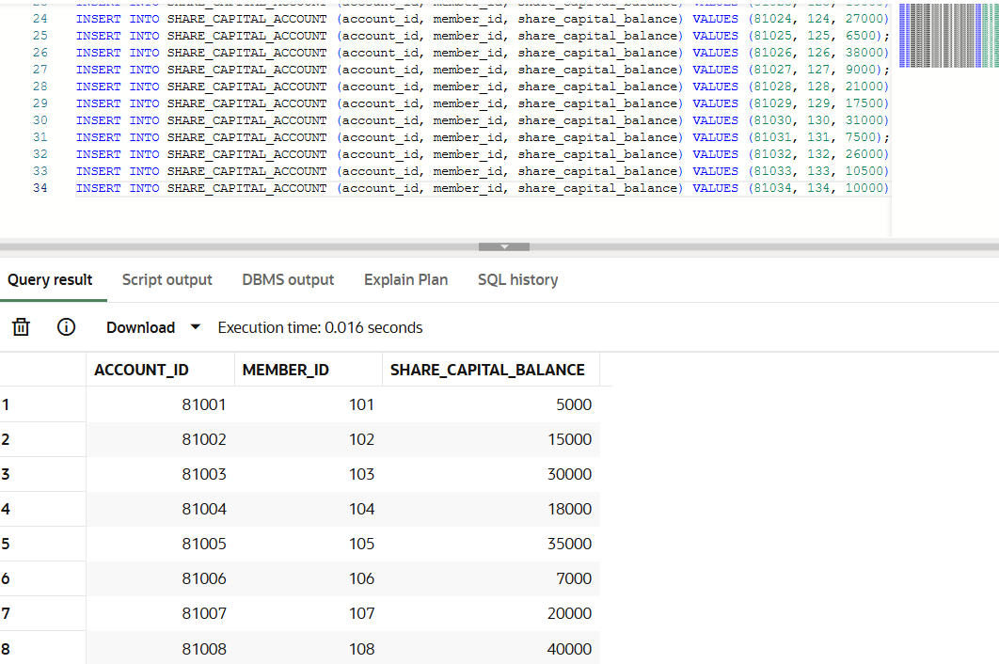 24 INSERT INTO SHARE_CAPITAL_ACCOUNT (account_id, member_id, share_capital_balance) VALUES (81024, 124, 27000)
25 INSERT INTO SHARE_CAPITAL_ACCOUNT (account_id, member_id, share_capital_balance) VALUES (81025, 125, 6500);
26 INSERT INTO SHARE_CAPITAL_ACCOUNT (account_id, member_id, share_capital_balance) VALUES (81026, 126, 38000)
27 INSERT INTO SHARE_CAPITAL_ACCOUNT (account_id, member_id, share_capital_balance) VALUES (81027, 127, 9000);
28 INSERT INTO SHARE_CAPITAL_ACCOUNT (account_id, member_id, share_capital_balance) VALUES (81028, 128, 21000)
29 INSERT INTO SHARE_CAPITAL_ACCOUNT (account_id, member_id, share_capital_balance) VALUES (81029, 129, 17500)
30 INSERT INTO SHARE_CAPITAL_ACCOUNT (account_id, member_id, share_capital_balance) VALUES (81030, 130, 31000)
31 INSERT INTO SHARE_CAPITAL_ACCOUNT (account_id, member_id, share_capital_balance) VALUES (81031, 131, 7500);
32 INSERT INTO SHARE_CAPITAL_ACCOUNT (account_id, member_id, share_capital_balance) VALUES (81032, 132, 26000)
33 INSERT INTO SHARE_CAPITAL_ACCOUNT (account_id, member_id, share_capital_balance) VALUES (81033, 133, 10500)
34 INSERT INTO SHARE_CAPITAL_ACCOUNT (account_id, member_id, share_capital_balance) VALUES (81034, 134, 10000)
Query result Script output DBMS output Explain Plan SQL history
Download Execution time: 0.016 seconds
ACCOUNT_ID MEMBER_ID SHARE_CAPITAL_BALANCE
1 81001 101 5000
2 81002 102 15000
3 81003 103 30000
4 81004 104 18000
5 81005 105 35000
6 81006 106 7000
7 81007 107 20000
8 81008 108 40000